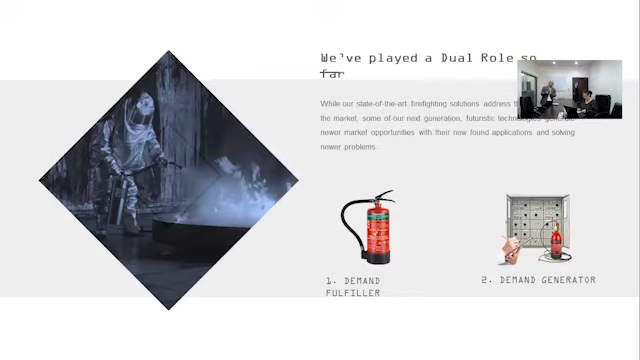 We've played a Dual Role so
far
While our state-of-the-art firefighting solutions address
the market, some of our next generation, futuristic technologies generate
newer market opportunities with their new found applications and solving
newer problems.
1. DEMAND
FULFILLER
2. DEMAND GENERATOR